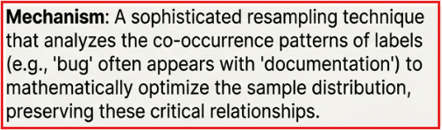 Mechanism: A sophisticated resampling technique
that analyzes the co-occurrence patterns of labels
(e.g., 'bug' often appears with 'documentation') to
mathematically optimize the sample distribution,
preserving these critical relationships.